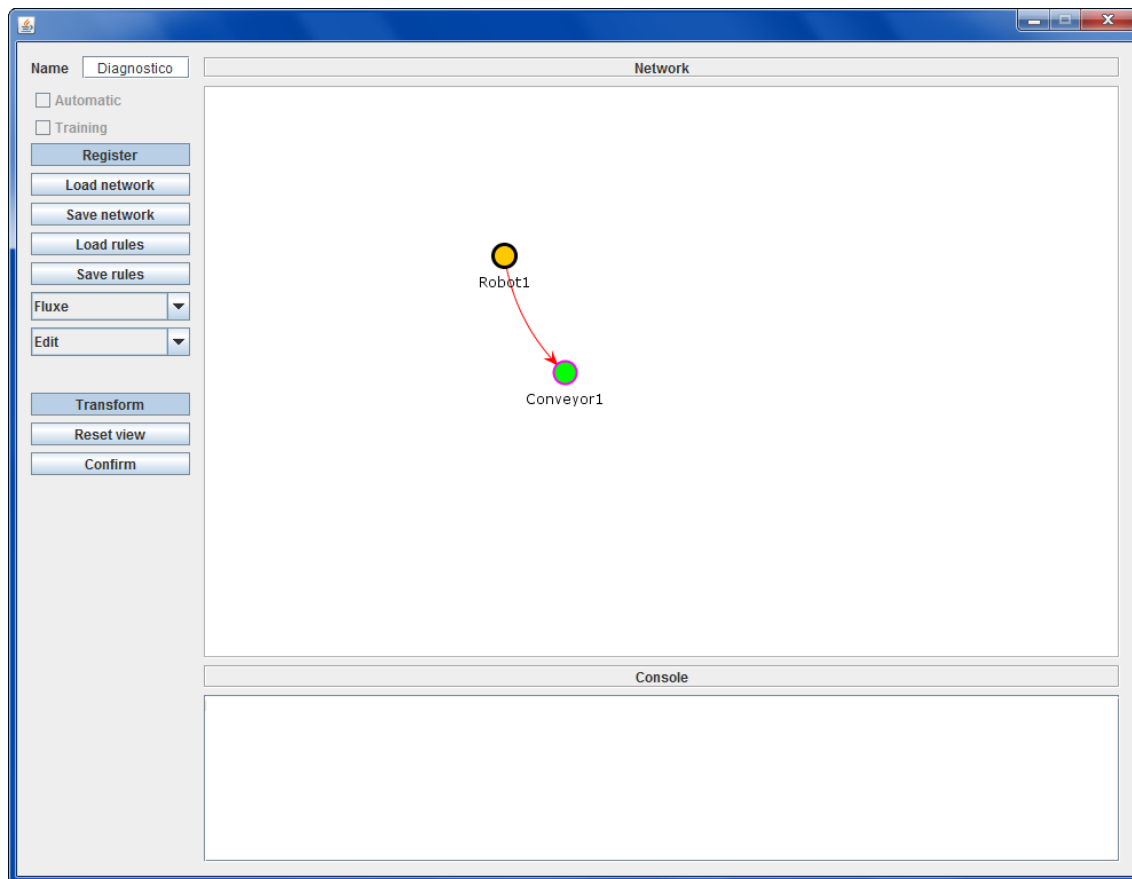 Name Diagnostico
Automatic
Training
Register
Load network
Save network
Load rules
Save rules
Fluxe
Edit
Transform
Reset view
Confirm
Network
Robot1
Conveyor1
Console